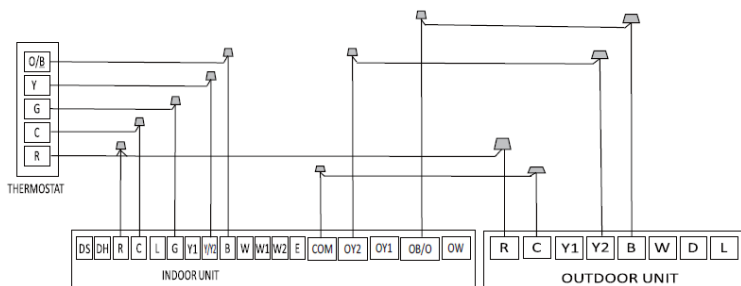 O/B
Y
G
C
R
THERMOSTAT
DS DH R C L G Y1 Y/Y2 B W W1 W2 E COM OY2 OY1 OB/O OW
INDOOR UNIT
R C Y1 Y2 B W D L
OUTDOOR UNIT